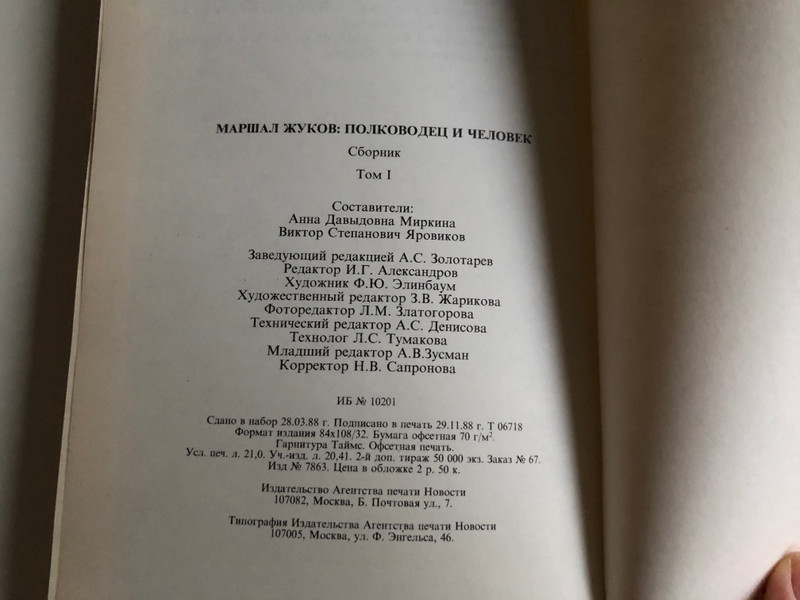 МАРШАЛ ЖУКОВ: ПОЛКОВОДЕЦ И ЧЕЛОВЕК
Сборник
Том I
Составители:
Анна Давыдовна Миркина
Виктор Степанович Яровиков
Заведующий редакцией А.С. Золотарев
Редактор И.Г. Александров
Художник Ф.Ю. Элинбаум
Художественный редактор З.В. Жарикова
Фоторедактор Л.М. Златогорова
Технический редактор А.С. Денисова
Технолог Л.С. Тумакова
Младший редактор А.В.Зусман
Корректор Н.В. Сапронова
ИБ № 10201
Сдано в набор 28.03.88 г. Подписано в печать 29.11.88 г. Т 06718
Формат издания 84х108/32. Бумага офсетная 70 г/м².
Гарнитура Таймс. Офсетная печать.
Усл. печ. л. 21,0. Уч.-изд. л. 20,41. 2-й доп. тираж 50 000 экз. Заказ № 67.
Изд № 7863. Цена в обложке 2 р. 50 к.
Издательство Агентства печати Новости
107082, Москва, Б. Почтовая ул., 7.
Типография Издательства Агентства печати Новости
107005, Москва, ул. Ф. Энгельса, 46.